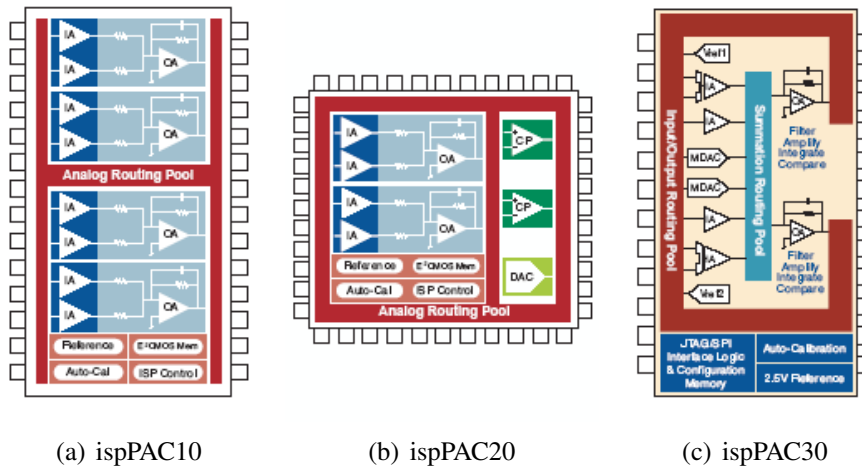 IA
IA
OA
IA
IA
OA
Analog Routing Pool
IA
IA
OA
IA
IA
OA
Reference
E²CMOS Mem
Auto-Cal
ISP Control
(a) ispPAC10
IA
IA
OA
IA
IA
OA
CP
CP
DAC
Reference
E²CMOS Mem
Auto-Cal
ISP Control
Analog Routing Pool
(b) ispPAC20
Input/Output Routing Pool
Vref1
IA
IA
MDAC
MDAC
IA
IA
Vref2
Summation Routing Pool
OA
Filter
Amplify
Integrate
Compare
OA
Filter
Amplify
Integrate
Compare
JTAG/SPI
Interface Logic
& Configuration
Memory
Auto-Calibration
2.5V Reference
(c) ispPAC30